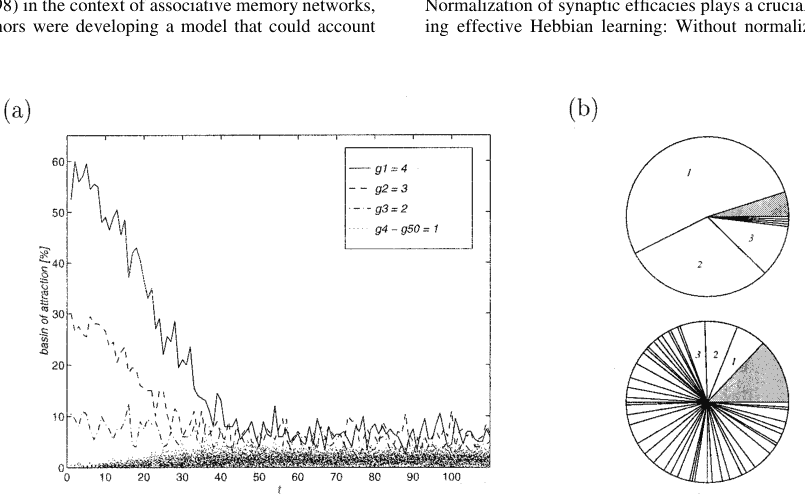 98) in the context of associative memory networks,
nors were developing a model that could account
Normalization of synaptic efficacies plays a crucial
ing effective Hebbian learning: Without normaliz
(a)
(b)
60
50
40
30
20
10
0
basin of attraction [%]
g1 = 4
g2 = 3
g3 = 2
g4 – g50 = 1
0 10 20 30 40 50 60 70 80 90 100
t
1
2
3
3 2 1